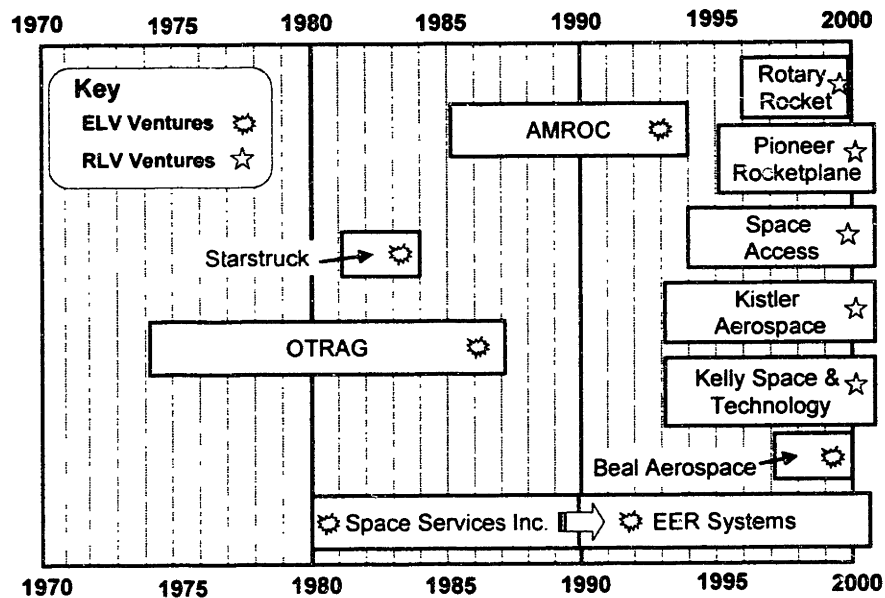 1970 1975 1980 1985 1990 1995 2000
Key
ELV Ventures
RLV Ventures
Rotary
Rocket
AMROC
Pioneer
Rocketplane
Starstruck
Space
Access
Kistler
Aerospace
OTRAG
Kelly Space &
Technology
Beal Aerospace
Space Services Inc. EER Systems
1970 1975 1980 1985 1990 1995 2000